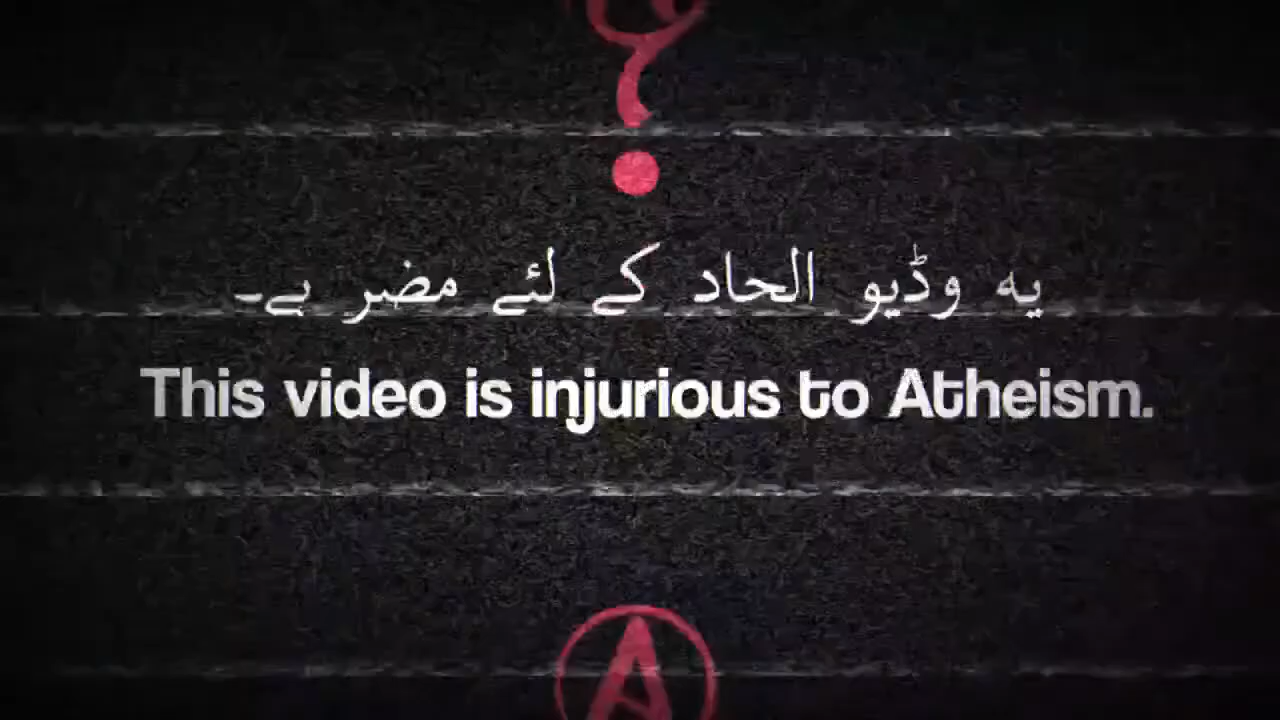 یہ وڈیو الحاد کے لئے مضر ہے۔
This video is injurious to Atheism.
A